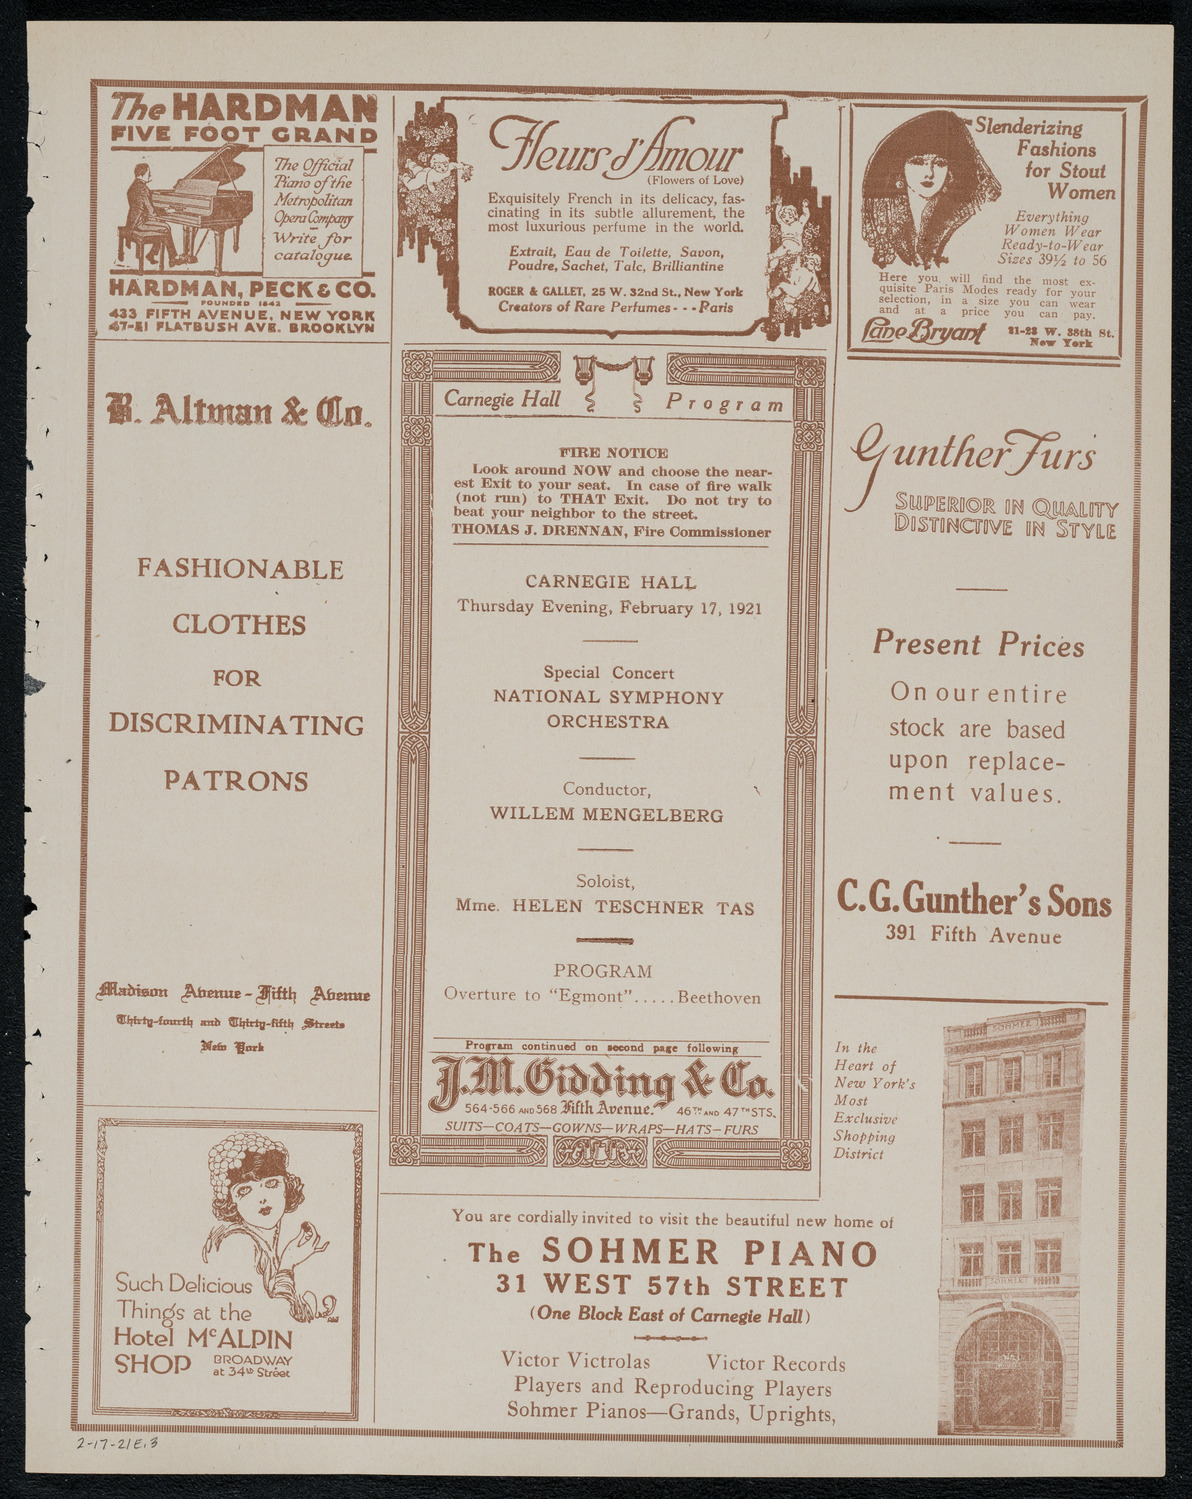 The HARDMAN
FIVE FOOT GRAND
The Official
Piano of the
Metropolitan
Opera Company
Write for
catalogue.
HARDMAN, PECK & CO.
FOUNDED 1842
433 FIFTH AVENUE, NEW YORK
47-51 FLATBUSH AVE. BROOKLYN
Fleurs d'Amour
(Flowers of Love)
Exquisitely French in its delicacy, fas-
cinating in its subtle allurement, the
most luxurious perfume in the world.
Extrait, Eau de Toilette, Savon,
Poudre, Sachet, Talc, Brilliantine
ROGER & GALLET, 25 W. 32nd St., New York
Creators of Rare Perfumes - - - Paris
Slenderizing
Fashions
for Stout
Women
Everything
Women Wear
Ready-to-Wear
Sizes 39½ to 56
Here you will find the most ex-
quisite Paris Modes ready for your
selection, in a size you can wear
and at a price you can pay.
Lane Bryant
21-23 W. 38th St.
New York
B. Altman & Co.
FASHIONABLE
CLOTHES
FOR
DISCRIMINATING
PATRONS
Madison Avenue - Fifth Avenue
Thirty-fourth and Thirty-fifth Streets
New York
Such Delicious
Things at the
Hotel McALPIN
SHOP BROADWAY
at 34th Street
Carnegie Hall Program
FIRE NOTICE
Look around NOW and choose the near-
est Exit to your seat. In case of fire walk
(not run) to THAT Exit. Do not try to
beat your neighbor to the street.
THOMAS J. DRENNAN, Fire Commissioner
CARNEGIE HALL
Thursday Evening, February 17, 1921
Special Concert
NATIONAL SYMPHONY
ORCHESTRA
Conductor,
WILLEM MENGELBERG
Soloist,
Mme. HELEN TESCHNER TAS
PROGRAM
Overture to "Egmont".....Beethoven
Program continued on second page following
J.M. Gidding & Co.
564-566 AND 568 Fifth Avenue. 46TH AND 47TH STS.
SUITS—COATS—GOWNS—WRAPS—HATS—FURS
Gunther Furs
SUPERIOR IN QUALITY
DISTINCTIVE IN STYLE
Present Prices
On our entire
stock are based
upon replace-
ment values.
C.G. Gunther's Sons
391 Fifth Avenue
In the
Heart of
New York's
Most
Exclusive
Shopping
District
SOHMER
SOHMER
You are cordially invited to visit the beautiful new home of
The SOHMER PIANO
31 WEST 57th STREET
(One Block East of Carnegie Hall)
Victor Victrolas Victor Records
Players and Reproducing Players
Sohmer Pianos—Grands, Uprights,
2-17-21E.3